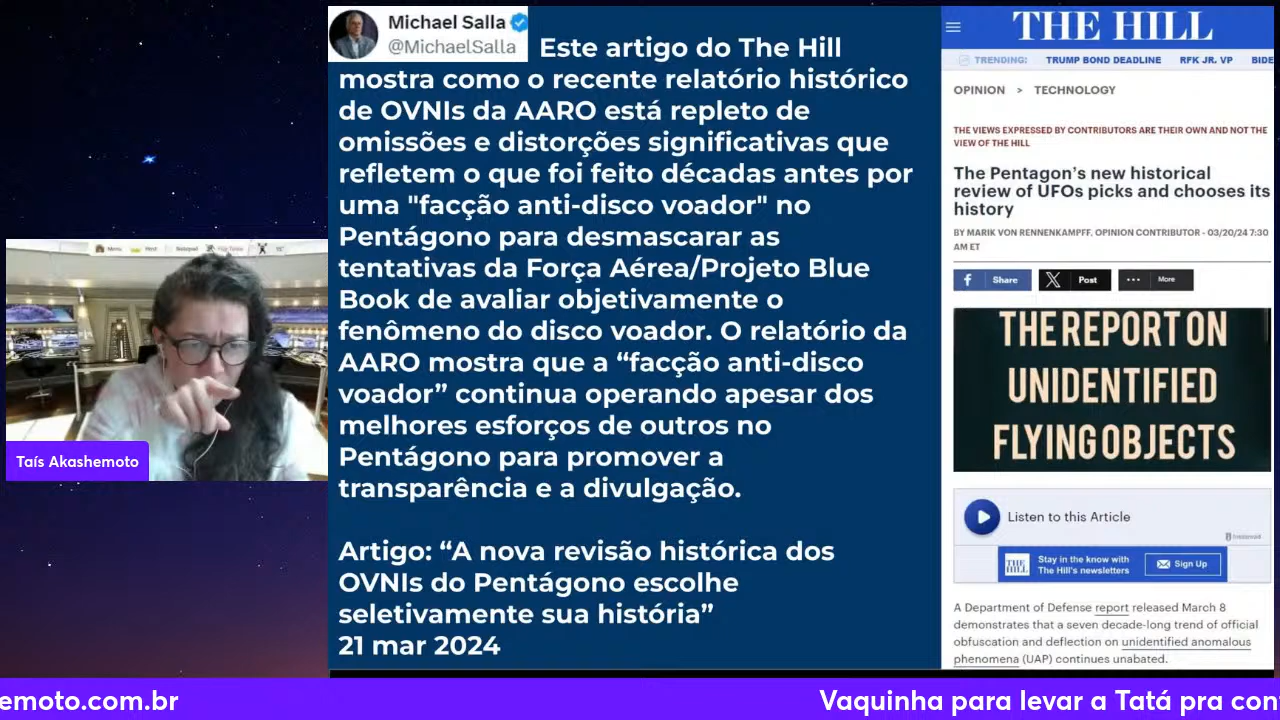 Michael Salla
@MichaelSalla
Este artigo do The Hill
mostra como o recente relatório histórico
de OVNIs da AARO está repleto de
omissões e distorções significativas que
refletem o que foi feito décadas antes por
uma "facção anti-disco voador" no
Pentágono para desmascarar as
tentativas da Força Aérea/Projeto Blue
Book de avaliar objetivamente o
fenômeno do disco voador. O relatório da
AARO mostra que a “facção anti-disco
voador” continua operando apesar dos
melhores esforços de outros no
Pentágono para promover a
transparência e a divulgação.
Artigo: “A nova revisão histórica dos
OVNIs do Pentágono escolhe
seletivamente sua história”
21 mar 2024
THE HILL
TRENDING: TRUMP BOND DEADLINE RFK JR. VP BIDE
OPINION > TECHNOLOGY
THE VIEWS EXPRESSED BY CONTRIBUTORS ARE THEIR OWN AND NOT THE
VIEW OF THE HILL
The Pentagon’s new historical
review of UFOs picks and chooses its
history
BY MARIK VON RENNENKAMPFF, OPINION CONTRIBUTOR - 03/20/24 7:30
AM ET
Share
Post
More
THE REPORT ON
UNIDENTIFIED
FLYING OBJECTS
Listen to this Article
THE HILL
Stay in the know with
The Hill's newsletters
Sign Up
A Department of Defense report released March 8
demonstrates that a seven decade-long trend of official
obfuscation and deflection on unidentified anomalous
phenomena (UAP) continues unabated.
Taís Akashemoto
emoto.com.br
Vaquinha para levar a Tatá pra con